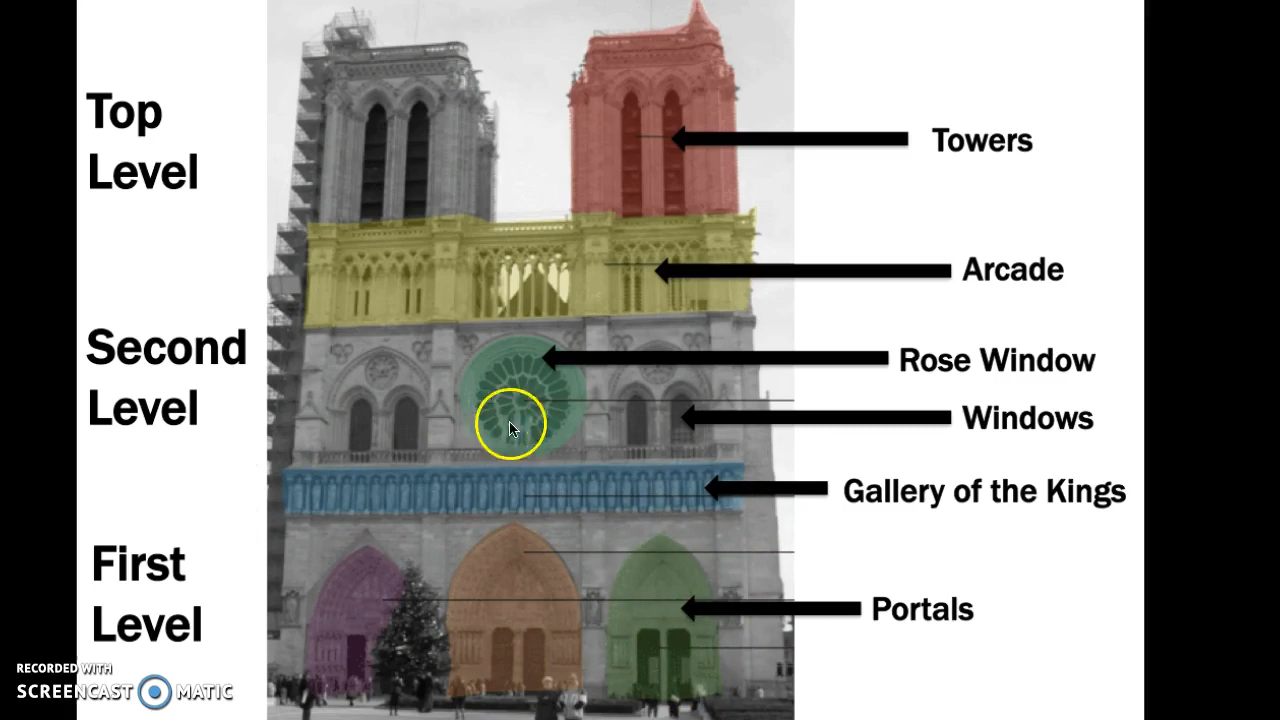 Top
Level
Towers
Arcade
Second
Level
Rose Window
Windows
Gallery of the Kings
First
Level
Portals
RECORDED WITH
SCREENCAST MATIC